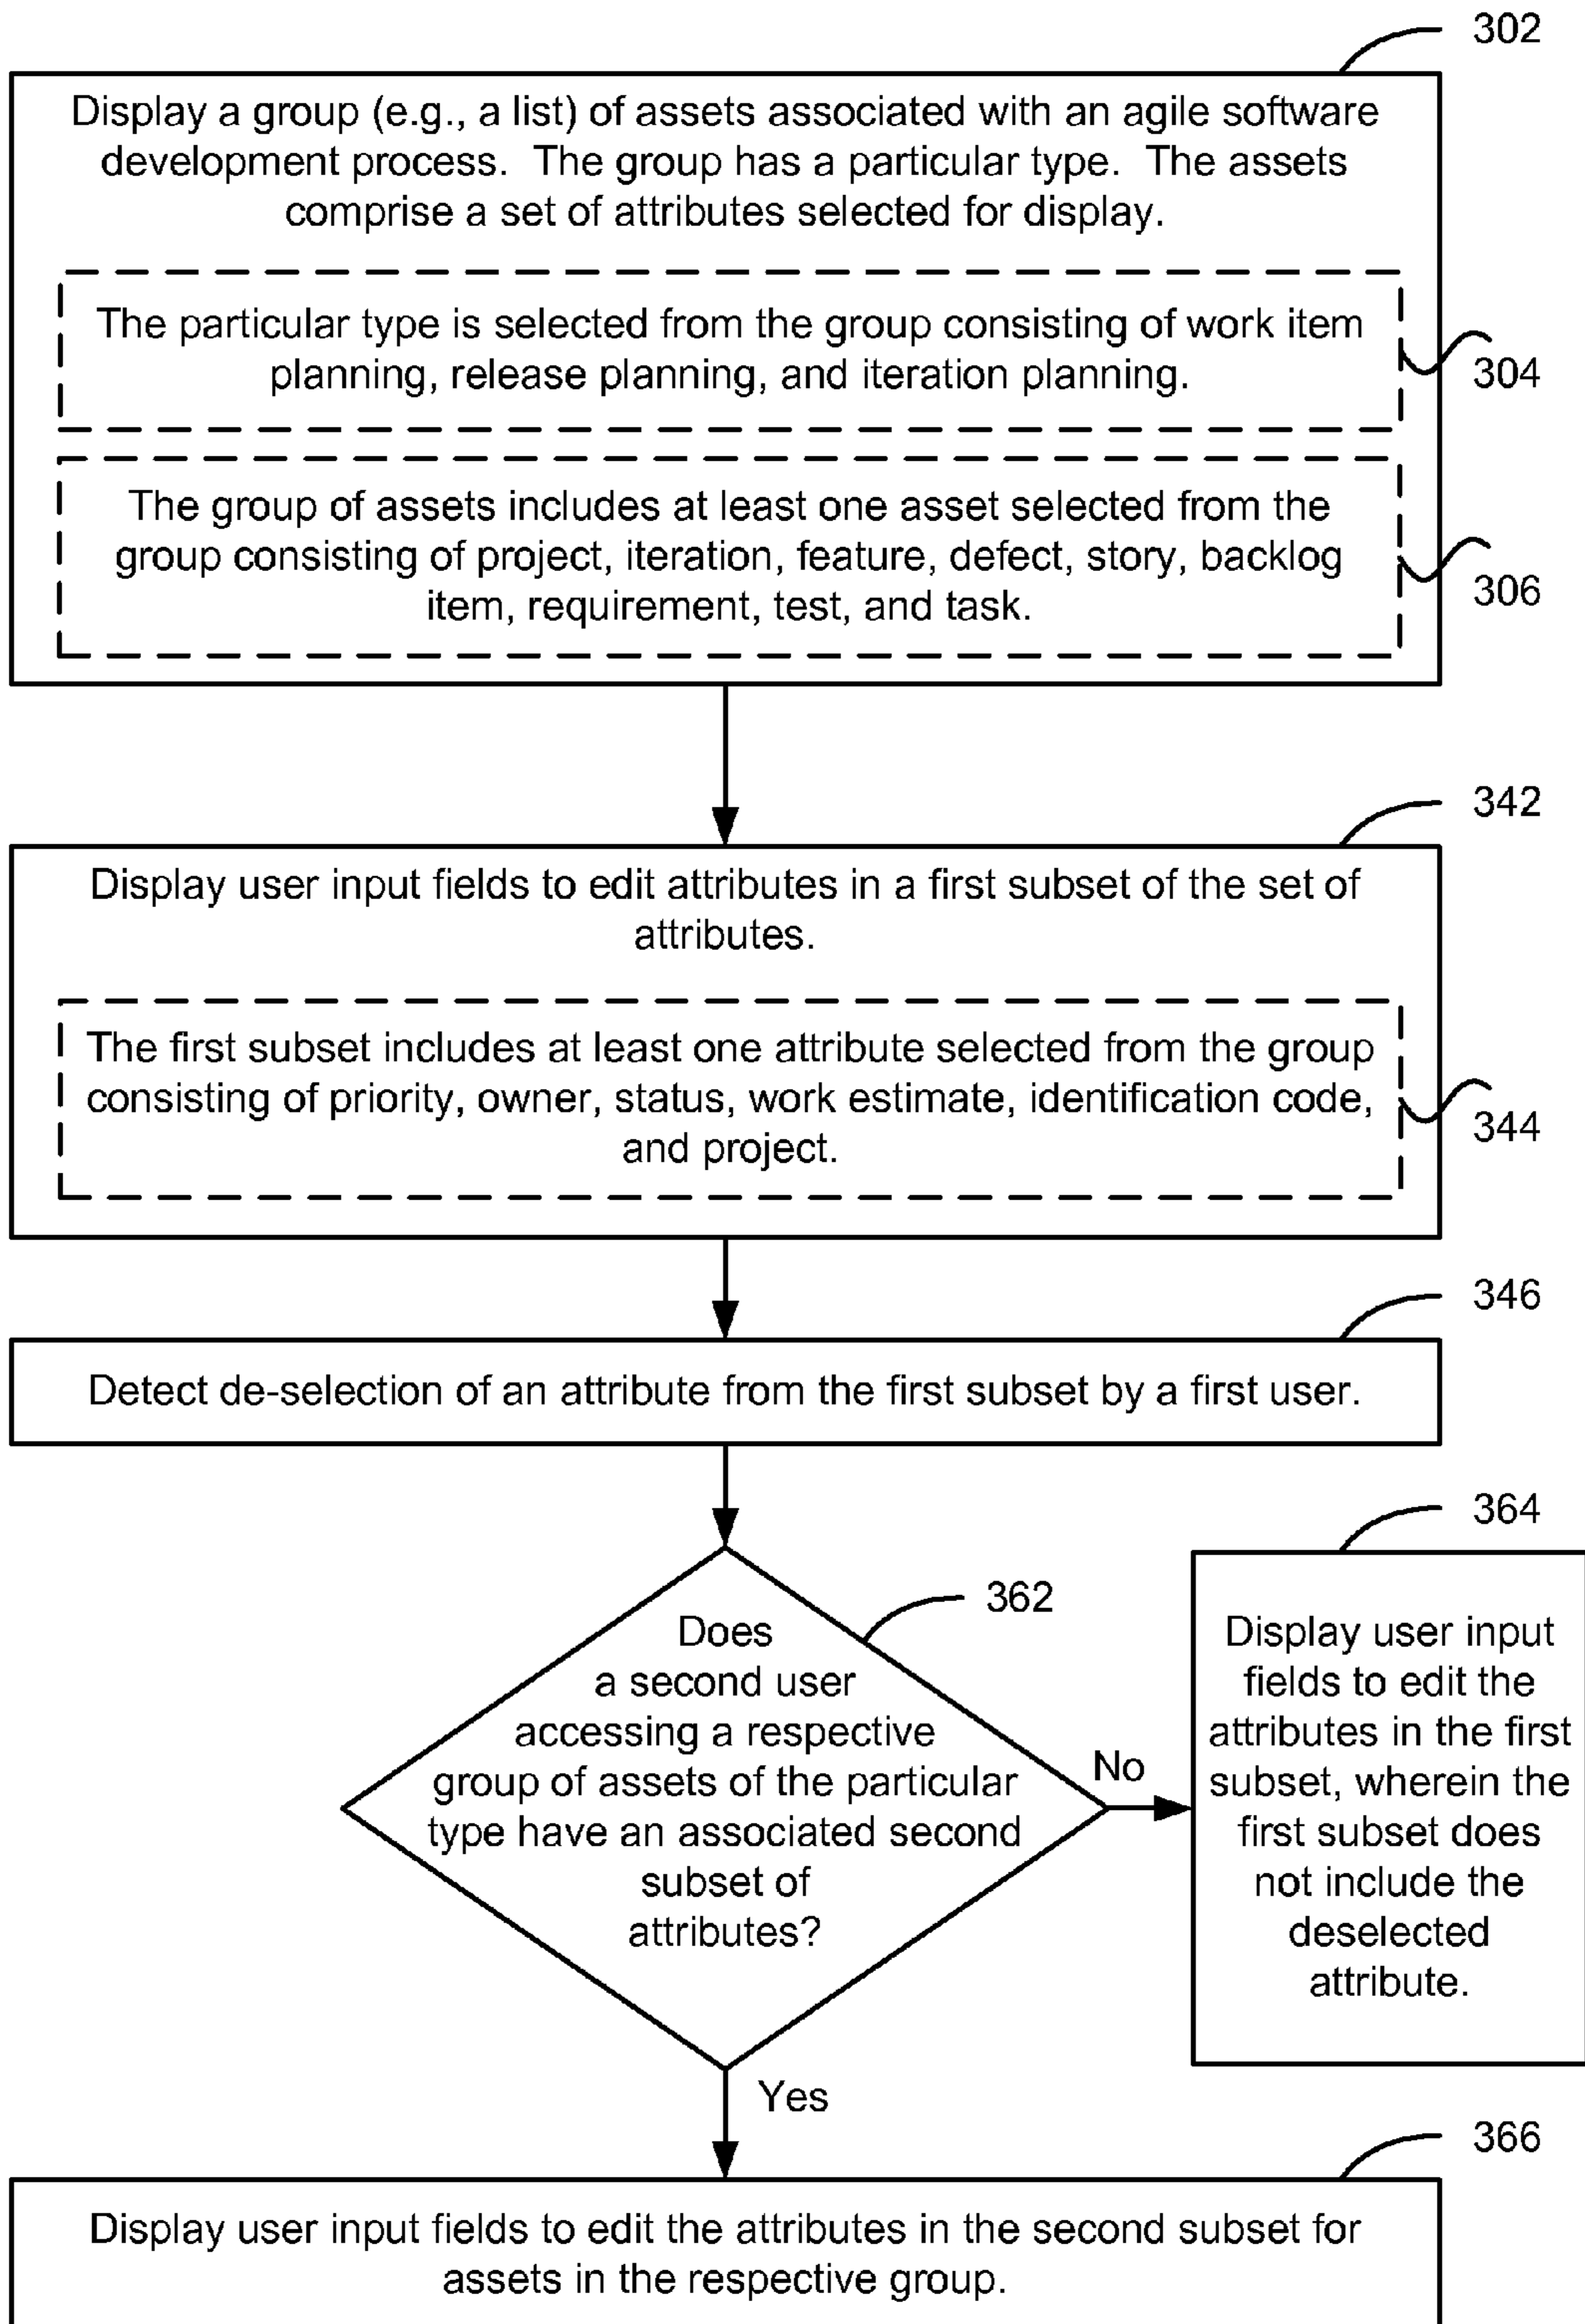 302
Display a group (e.g., a list) of assets associated with an agile software
development process.  The group has a particular type.  The assets
comprise a set of attributes selected for display.
The particular type is selected from the group consisting of work item
planning, release planning, and iteration planning.
304
The group of assets includes at least one asset selected from the
group consisting of project, iteration, feature, defect, story, backlog
item, requirement, test, and task.
306
342
Display user input fields to edit attributes in a first subset of the set of
attributes.
The first subset includes at least one attribute selected from the group
consisting of priority, owner, status, work estimate, identification code,
and project.
344
346
Detect de-selection of an attribute from the first subset by a first user.
362
Does
a second user
accessing a respective
group of assets of the particular
type have an associated second
subset of
attributes?
No
364
Display user input
fields to edit the
attributes in the first
subset, wherein the
first subset does
not include the
deselected
attribute.
Yes
366
Display user input fields to edit the attributes in the second subset for
assets in the respective group.